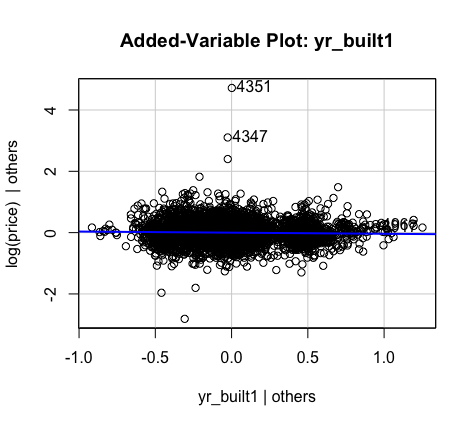 Added-Variable Plot: yr_built1
4351
4347
log(price) | others
4
2
0
-2
-1.0 -0.5 0.0 0.5 1.0
yr_built1 | others